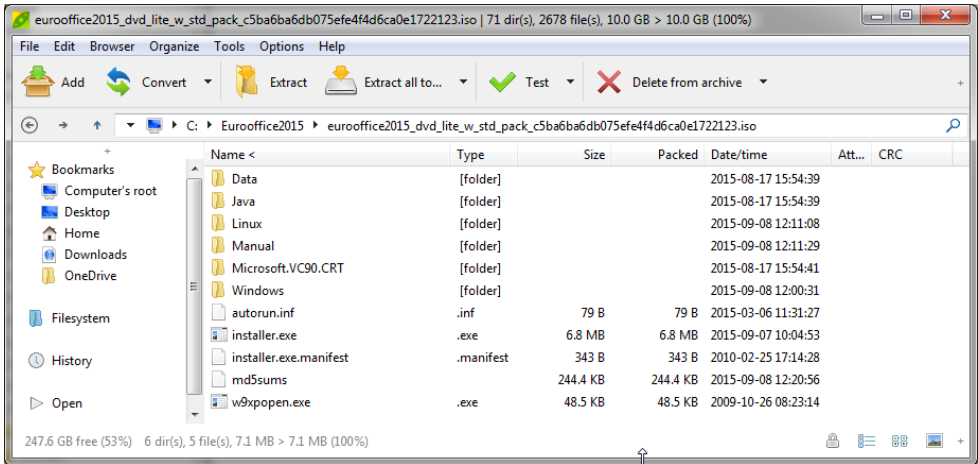 eurooffice2015_dvd_lite_w_std_pack_c5ba6ba6db075efe4f4d6ca0e1722123.iso | 71 dir(s), 2678 file(s), 10.0 GB > 10.0 GB (100%)
File Edit Browser Organize Tools Options Help
Add Convert Extract Extract all to... Test Delete from archive
C: Eurooffice2015 eurooffice2015_dvd_lite_w_std_pack_c5ba6ba6db075efe4f4d6ca0e1722123.iso
Bookmarks
Computer's root
Desktop
Home
Downloads
OneDrive
Filesystem
History
Open
Name < Type Size Packed Date/time Att... CRC
Data [folder] 2015-08-17 15:54:39
Java [folder] 2015-08-17 15:54:39
Linux [folder] 2015-09-08 12:11:08
Manual [folder] 2015-09-08 12:11:29
Microsoft.VC90.CRT [folder] 2015-08-17 15:54:41
Windows [folder] 2015-09-08 12:00:31
autorun.inf .inf 79 B 79 B 2015-03-06 11:31:27
installer.exe .exe 6.8 MB 6.8 MB 2015-09-07 10:04:53
installer.exe.manifest .manifest 343 B 343 B 2010-02-25 17:14:28
md5sums 244.4 KB 244.4 KB 2015-09-08 12:20:56
w9xpopen.exe .exe 48.5 KB 48.5 KB 2009-10-26 08:23:14
247.6 GB free (53%) 6 dir(s), 5 file(s), 7.1 MB > 7.1 MB (100%)